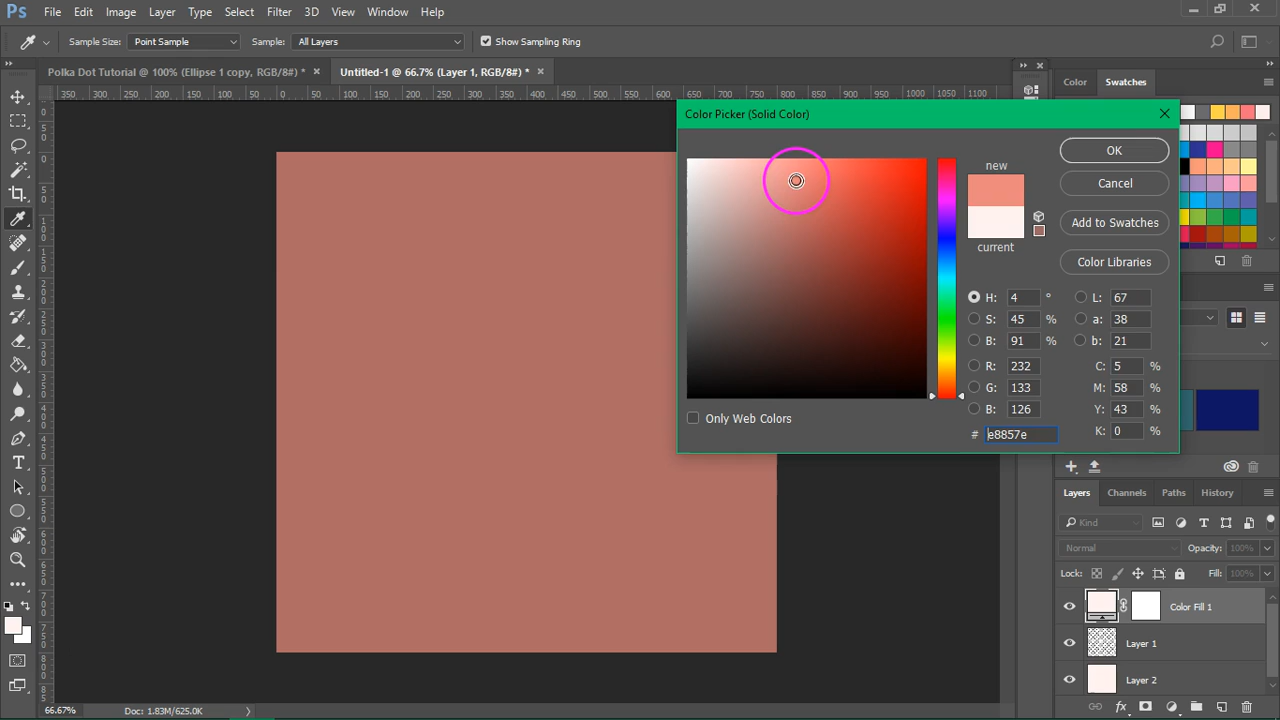 Ps File Edit Image Layer Type Select Filter 3D View Window Help
Sample Size: Point Sample Sample: All Layers Show Sampling Ring
Polka Dot Tutorial @ 100% (Ellipse 1 copy, RGB/8#) * × Untitled-1 @ 66.7% (Layer 1, RGB/8#) * ×
Color Swatches
350 300 250 200 150 100 50 0 50 100 150 200 250 300 350 400 450 500 550 600 650 700 750 800 850 900 950 1000 1050 1100
Color Picker (Solid Color)
OK
new
Cancel
Add to Swatches
current
Color Libraries
H: 4 ° L: 67
S: 45 % a: 38
B: 91 % b: 21
R: 232 C: 5 %
G: 133 M: 58 %
B: 126 Y: 43 %
# e8857e K: 0 %
Only Web Colors
Layers Channels Paths History
Kind
Normal Opacity: 100%
Lock: Fill: 100%
Color Fill 1
Layer 1
Layer 2
66.67% Doc: 1.83M/625.0K